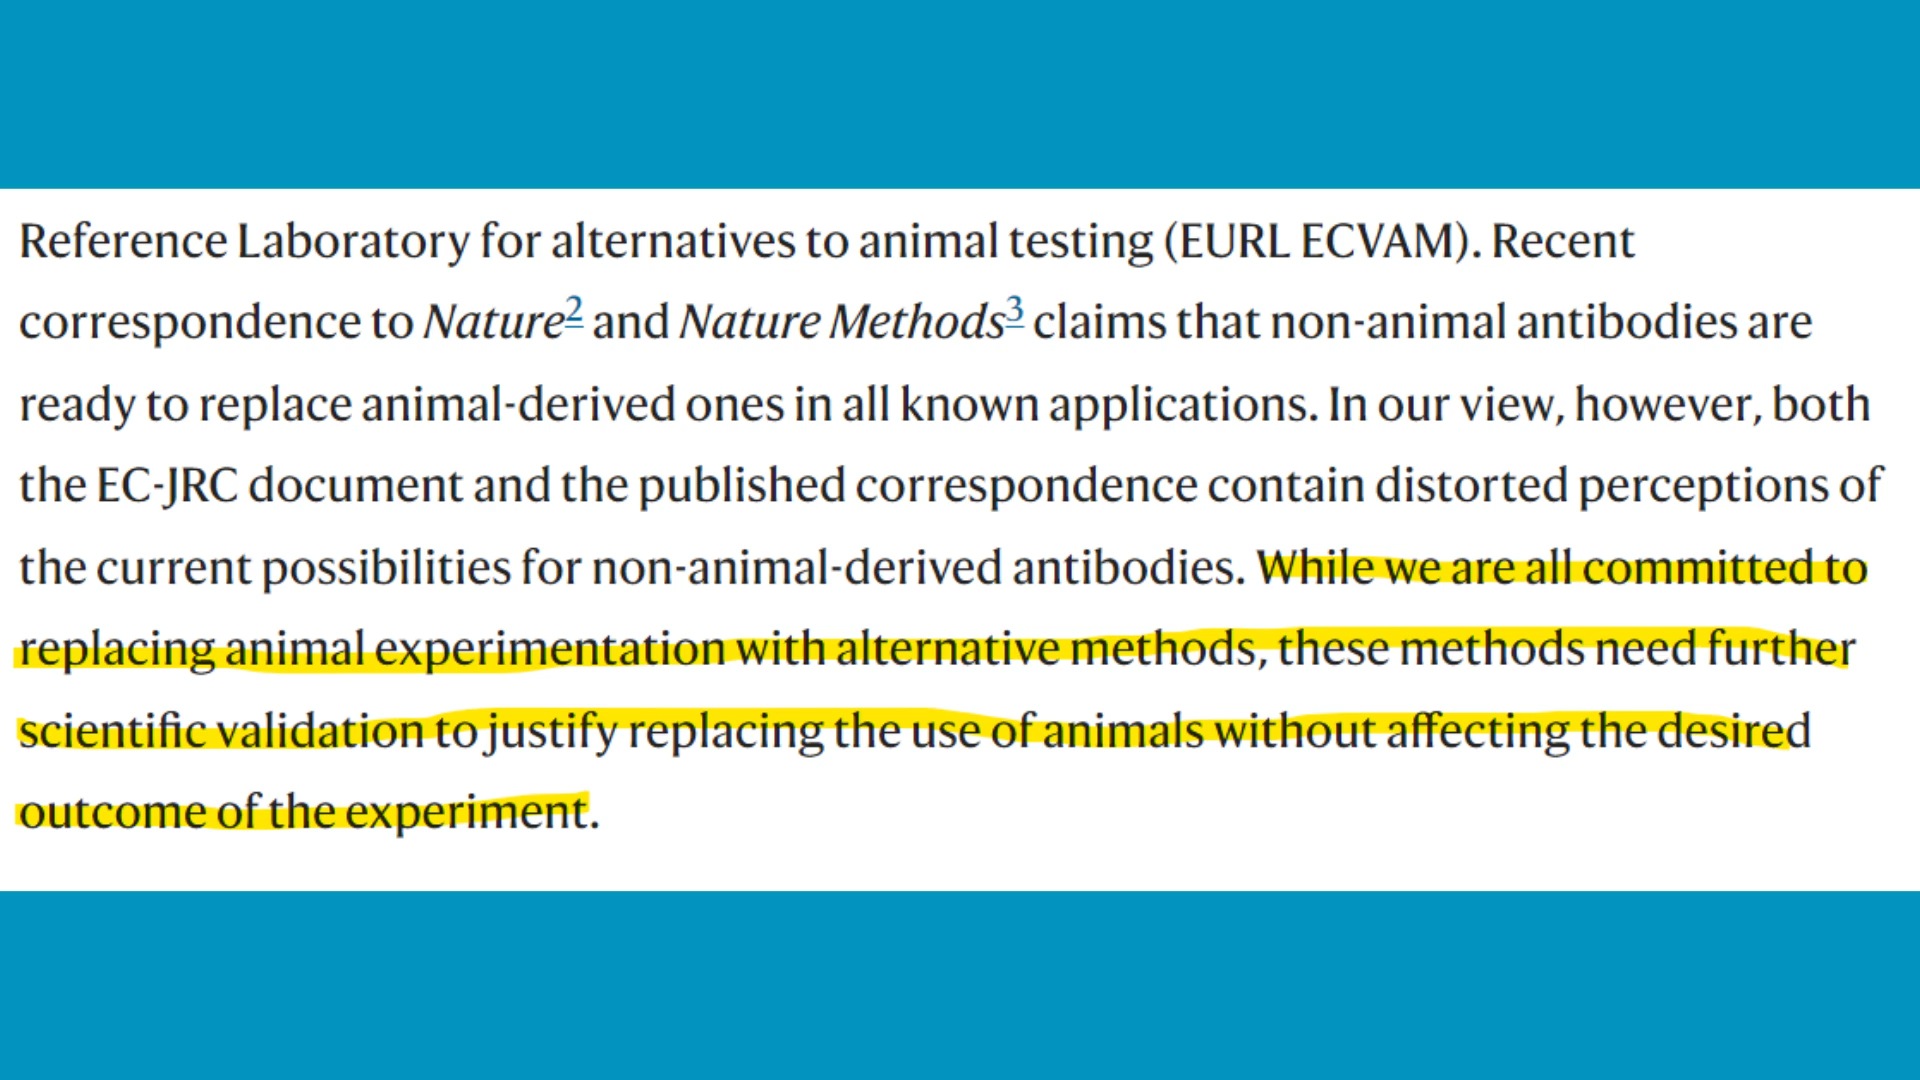 Reference Laboratory for alternatives to animal testing (EURL ECVAM). Recent
correspondence to Nature2 and Nature Methods3 claims that non-animal antibodies are
ready to replace animal-derived ones in all known applications. In our view, however, both
the EC-JRC document and the published correspondence contain distorted perceptions of
the current possibilities for non-animal-derived antibodies. While we are all committed to
replacing animal experimentation with alternative methods, these methods need further
scientific validation to justify replacing the use of animals without affecting the desired
outcome of the experiment.